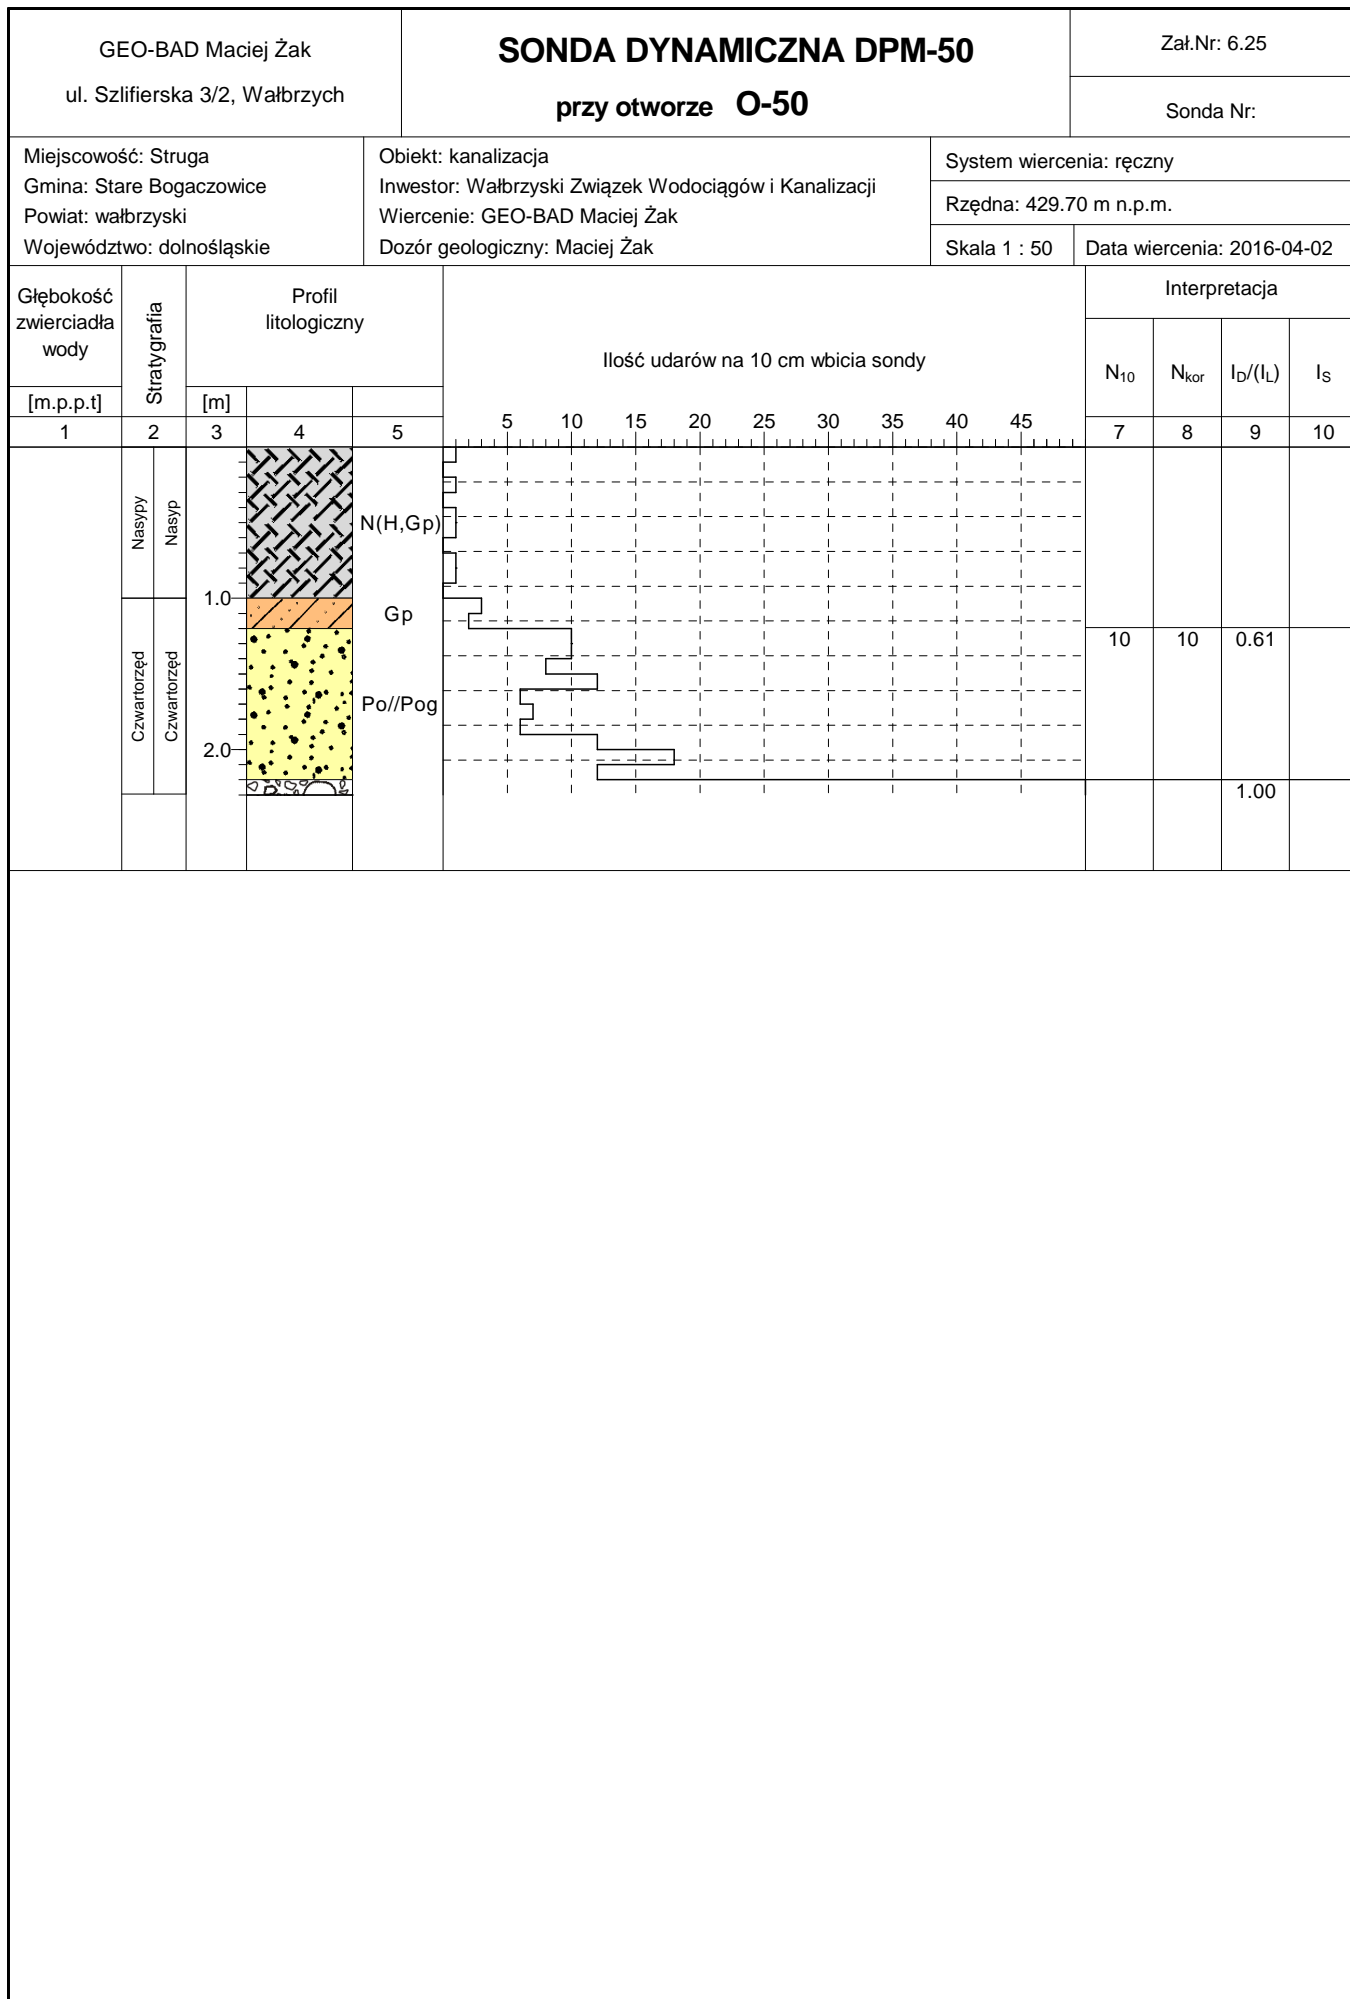 GEO-BAD Maciej Żak
ul. Szlifierska 3/2, Wałbrzych
SONDA DYNAMICZNA DPM-50
przy otworze O-50
Zał.Nr: 6.25
Sonda Nr:
Miejscowość: Struga
Gmina: Stare Bogaczowice
Powiat: wałbrzyski
Województwo: dolnośląskie
Obiekt: kanalizacja
Inwestor: Wałbrzyski Związek Wodociągów i Kanalizacji
Wiercenie: GEO-BAD Maciej Żak
Dozór geologiczny: Maciej Żak
System wiercenia: ręczny
Rzędna: 429.70 m n.p.m.
Skala 1 : 50
Data wiercenia: 2016-04-02
Głębokość
zwierciadła
wody
[m.p.p.t]
Stratygrafia
Profil
litologiczny
[m]
Ilość udarów na 10 cm wbicia sondy
Interpretacja
N10 Nkor ID/(IL) IS
5 10 15 20 25 30 35 40 45
1 2 3 4 5 7 8 9 10
Nasypy
Nasyp
N(H,Gp)
1.0
Gp
10 10 0.61
Czwartorzęd
Czwartorzęd
Po//Pog
2.0
1.00